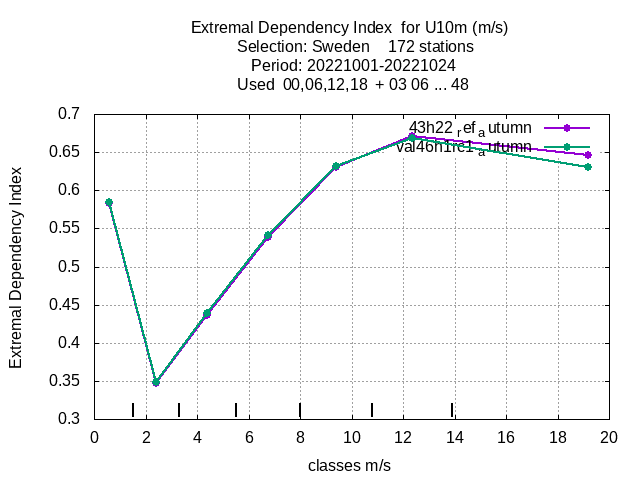 Extremal Dependency Index for U10m (m/s)
Selection: Sweden 172 stations
Period: 20221001-20221024
Used 00,06,12,18 + 03 06 ... 48
Extremal Dependency Index
0.7
0.65
0.6
0.55
0.5
0.45
0.4
0.35
0.3
43h22refautumn
val46h1rc1autumn
0 2 4 6 8 10 12 14 16 18 20
classes m/s